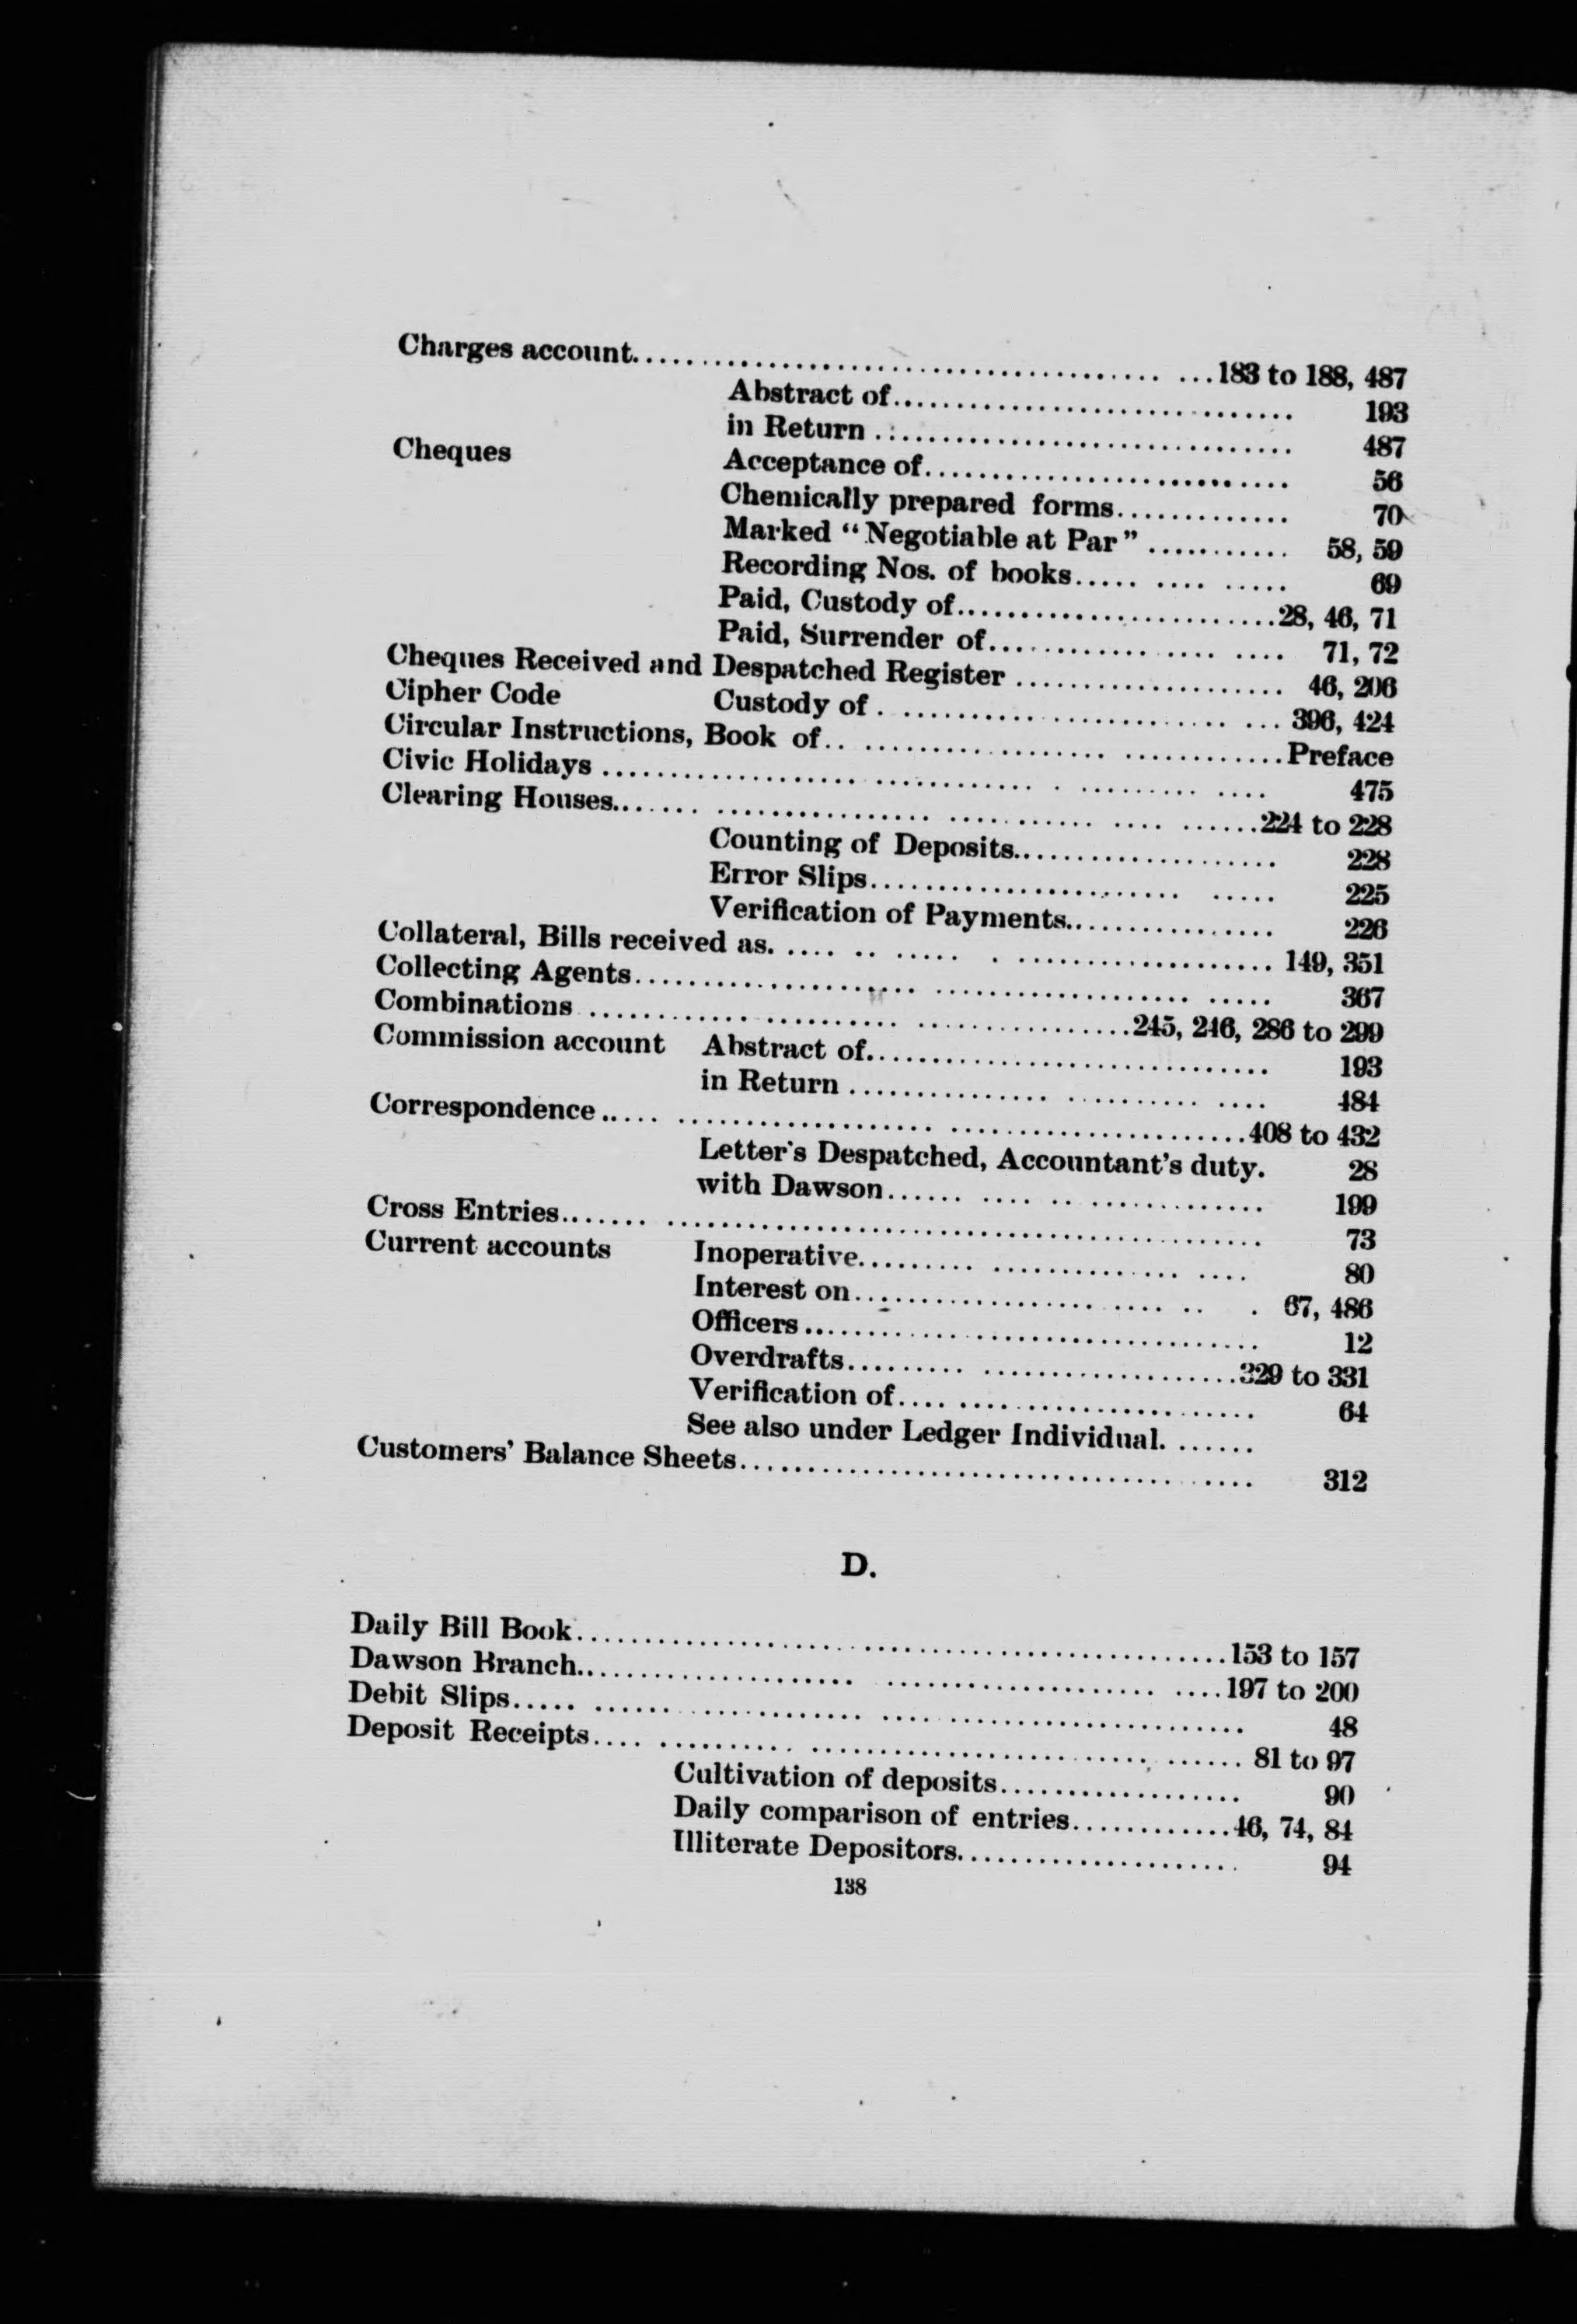 Charges account........................................183 to 188, 487
Abstract of.............................. 193
in Return .............................. 487
Cheques Acceptance of........................... 56
Chemically prepared forms............. 70
Marked "Negotiable at Par" ........... 58, 59
Recording Nos. of books..... .... ..... 69
Paid, Custody of........................28, 46, 71
Paid, Surrender of................ .... .... 71, 72
Cheques Received and Despatched Register .................... 46, 206
Cipher Code Custody of . ......................... ... 396, 424
Circular Instructions, Book of.. .................... ............Preface
Civic Holidays ................... .............. . ......... .... 475
Clearing Houses....... ................ ........... .... ......224 to 228
Counting of Deposits.................... 228
Error Slips....................... ..... 225
Verification of Payments................ 226
Collateral, Bills received as. .... .. ..... . ................... 149, 351
Collecting Agents..................... ................... ..... 367
Combinations ............ .......... ................245, 246, 286 to 299
Commission account Abstract of.............................. 193
in Return ............... .......... .... 484
Correspondence...... ................... ......................408 to 432
Letter's Despatched, Accountant's duty. 28
with Dawson...... .... .. ............. 199
Cross Entries....... ............................................ 73
Current accounts Inoperative......... .............. .... 80
Interest on.................. .... .. . 67, 486
Officers.................................. 12
Overdrafts......... ...................329 to 331
Verification of.... ...................... 64
See also under Ledger Individual. ......
Customers' Balance Sheets...................................... 312
D.
Daily Bill Book................................................153 to 157
Dawson Branch..................... .................... ....197 to 200
Debit Slips..... ................... .... ...................... 48
Deposit Receipts.... .......... ......................... ...... 81 to 97
Cultivation of deposits.................. 90
Daily comparison of entries............46, 74, 84
Illiterate Depositors..................... 94
138